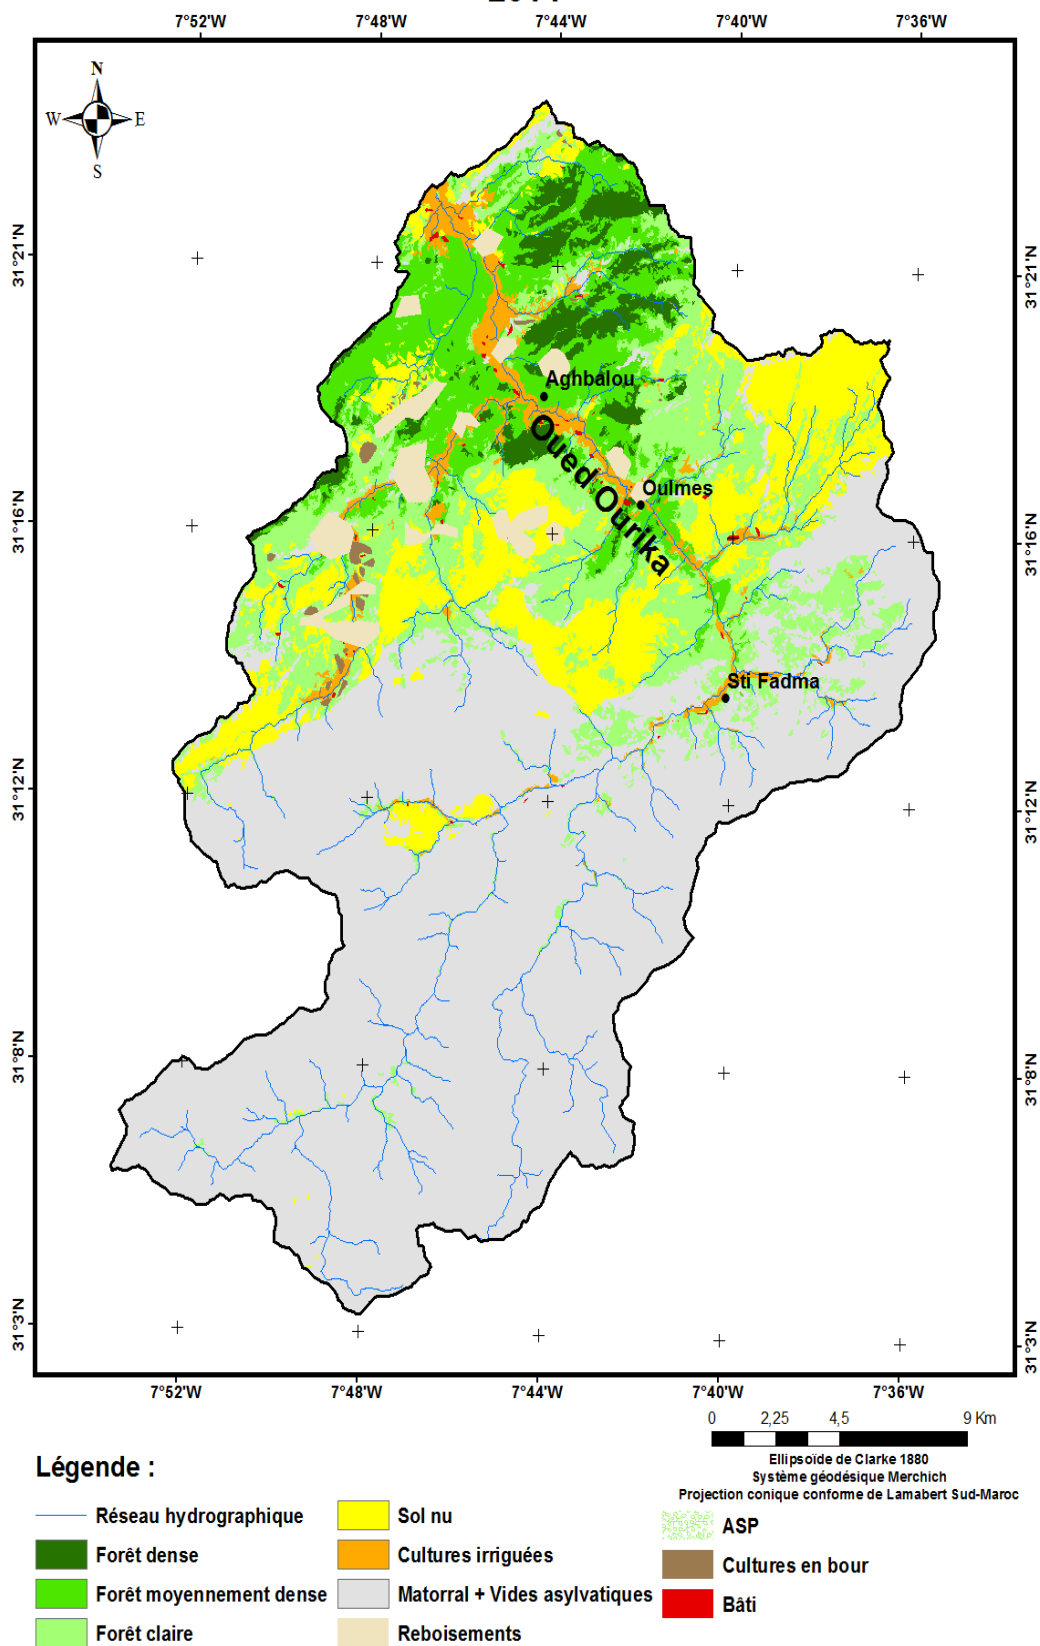 7°52'W 7°48'W 7°44'W 7°40'W 7°36'W
N
W E
S
31°21'N 31°21'N
Aghbalou
Oued Ourika
Oulmes
31°16'N 31°16'N
Sti Fadma
31°12'N 31°12'N
31°8'N 31°8'N
31°3'N 31°3'N
7°52'W 7°48'W 7°44'W 7°40'W 7°36'W
0 2,25 4,5 9 Km
Ellipsoïde de Clarke 1880
Système géodésique Merchich
Projection conique conforme de Lamabert Sud-Maroc
Légende :
Réseau hydrographique
Forêt dense
Forêt moyennement dense
Forêt claire
Sol nu
Cultures irriguées
Matorral + Vides asylvatiques
Reboisements
ASP
Cultures en bour
Bâti